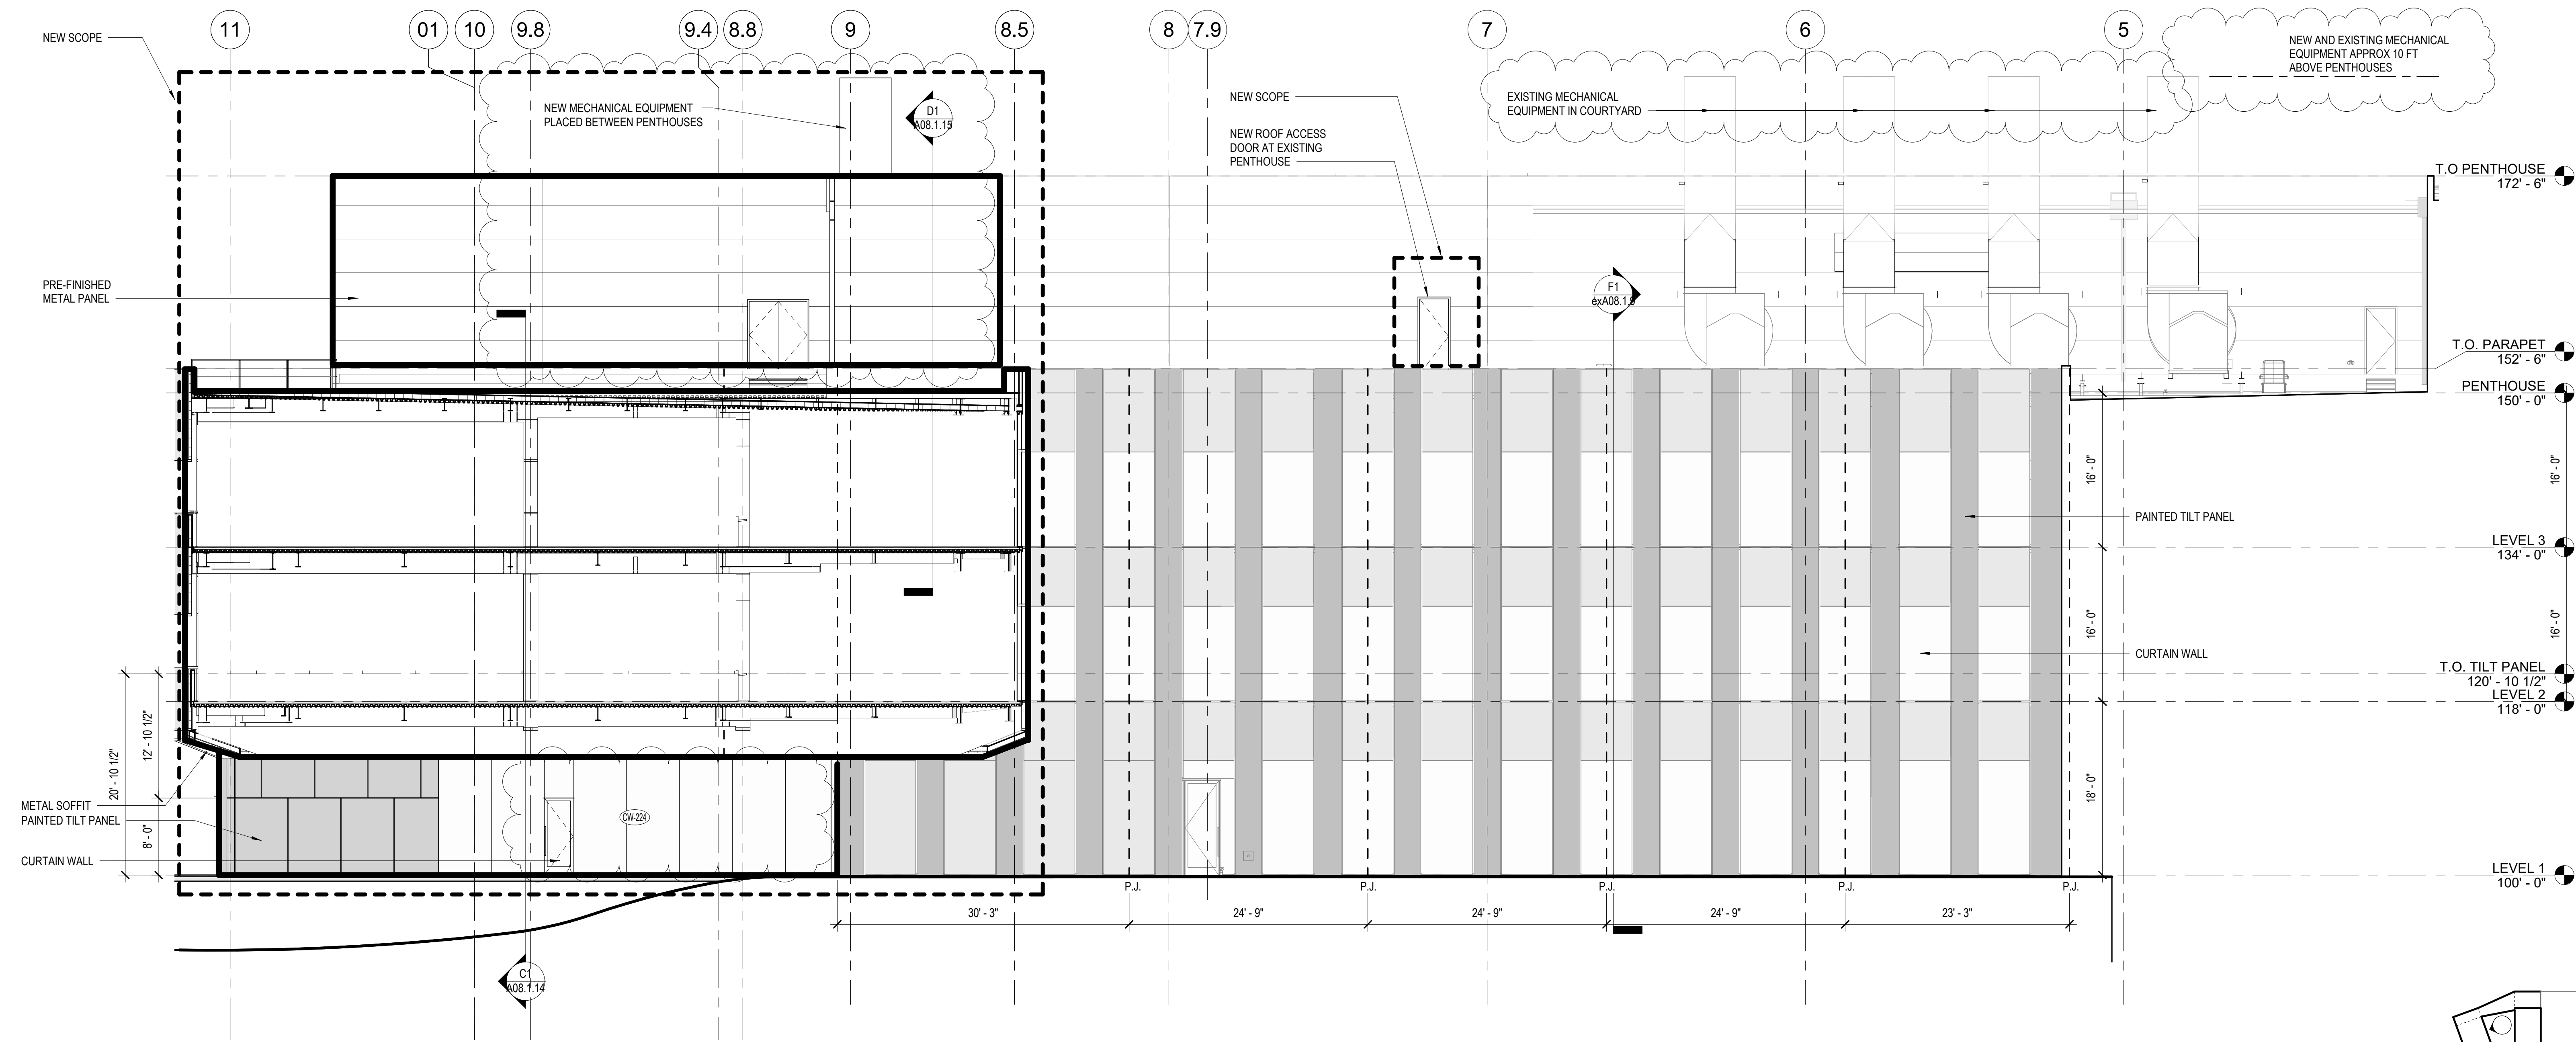 11
01
10
9.8
9.4
8.8
9
8.5
8
7.9
7
6
5
NEW SCOPE
NEW MECHANICAL EQUIPMENT
PLACED BETWEEN PENTHOUSES
D1
A08.1.15
NEW SCOPE
NEW ROOF ACCESS
DOOR AT EXISTING
PENTHOUSE
EXISTING MECHANICAL
EQUIPMENT IN COURTYARD
NEW AND EXISTING MECHANICAL
EQUIPMENT APPROX 10 FT
ABOVE PENTHOUSES
T.O PENTHOUSE
172' - 6"
PRE-FINISHED
METAL PANEL
F1
exA08.1.9
T.O. PARAPET
152' - 6"
PENTHOUSE
150' - 0"
16' - 0"
16' - 0"
PAINTED TILT PANEL
LEVEL 3
134' - 0"
16' - 0"
16' - 0"
CURTAIN WALL
T.O. TILT PANEL
120' - 10 1/2"
LEVEL 2
118' - 0"
20' - 10 1/2"
12' - 10 1/2"
8' - 0"
18' - 0"
METAL SOFFIT
PAINTED TILT PANEL
CW-224
CURTAIN WALL
LEVEL 1
100' - 0"
P.J.
P.J.
P.J.
P.J.
P.J.
30' - 3"
24' - 9"
24' - 9"
24' - 9"
23' - 3"
C1
A08.1.14